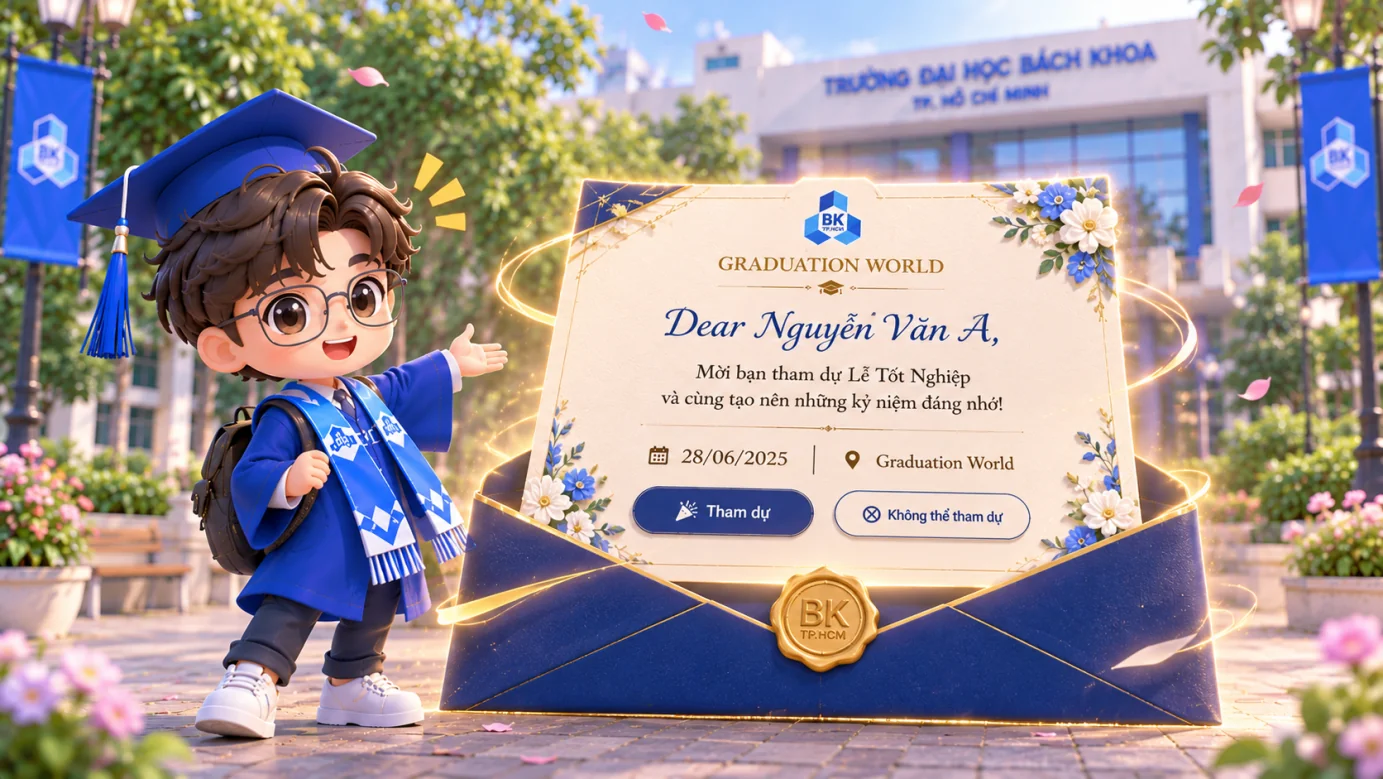 TRƯỜNG ĐẠI HỌC BÁCH KHOA
TP. HỒ CHÍ MINH
BK
BK
BK
TP.HCM
GRADUATION WORLD
Dear Nguyễn Văn A,
Mời bạn tham dự Lễ Tốt Nghiệp
và cùng tạo nên những kỷ niệm đáng nhớ!
28/06/2025
Graduation World
Tham dự
Không thể tham dự
BK
TP.HCM